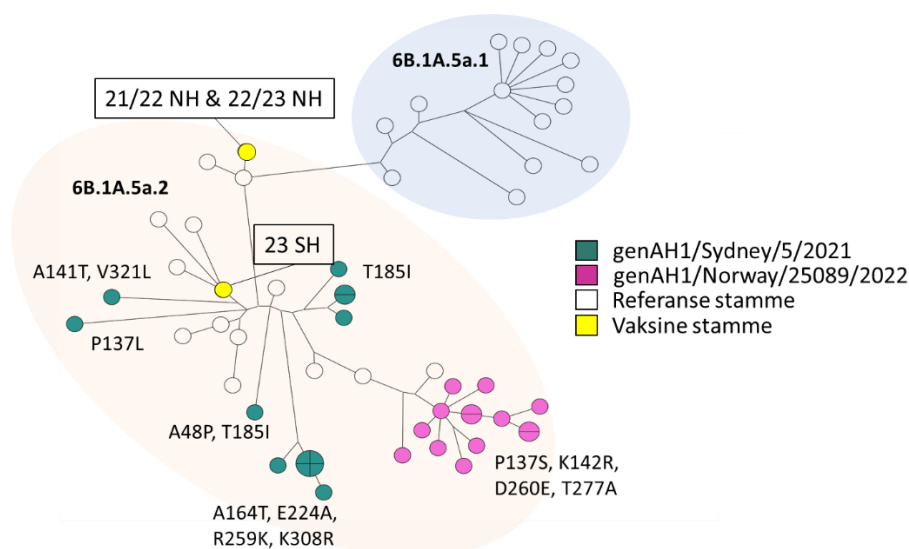 6B.1A.5a.1
21/22 NH & 22/23 NH
6B.1A.5a.2
23 SH
A141T, V321L
T185I
P137L
A48P, T185I
A164T, E224A,
R259K, K308R
P137S, K142R,
D260E, T277A
genAH1/Sydney/5/2021
genAH1/Norway/25089/2022
Referanse stamme
Vaksine stamme